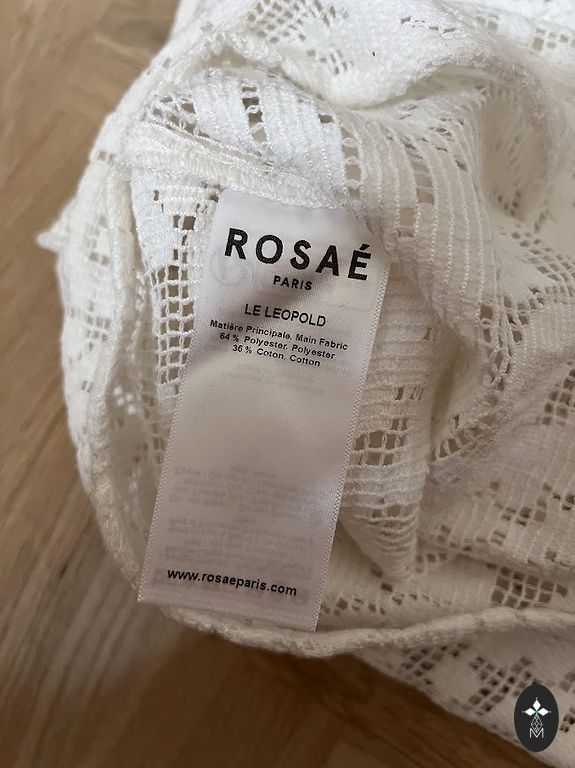 ROSAÉ
PARIS
LE LEOPOLD
Matière Principale, Main Fabric
64 % Polyester, Polyester
36 % Coton, Cotton
www.rosaeparis.com
M